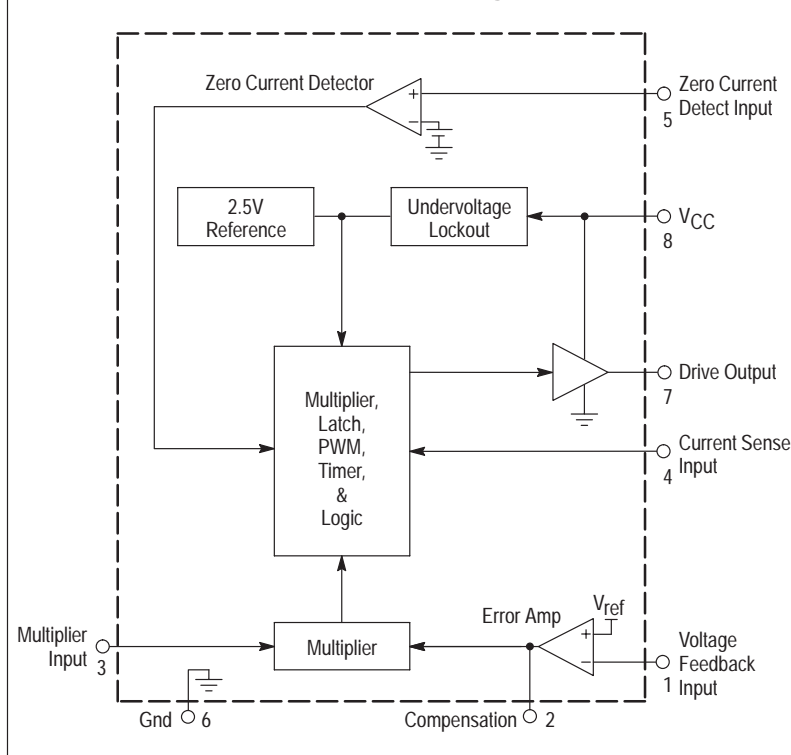 Zero Current Detector
+
−
Zero Current
Detect Input
5
2.5V
Reference
Undervoltage
Lockout
VCC
8
Multiplier,
Latch,
PWM,
Timer,
&
Logic
Drive Output
7
Current Sense
Input
4
Multiplier
Input
3
Multiplier
Error Amp
Vref
+
−
Voltage
Feedback
Input
1
Gnd
6
Compensation
2